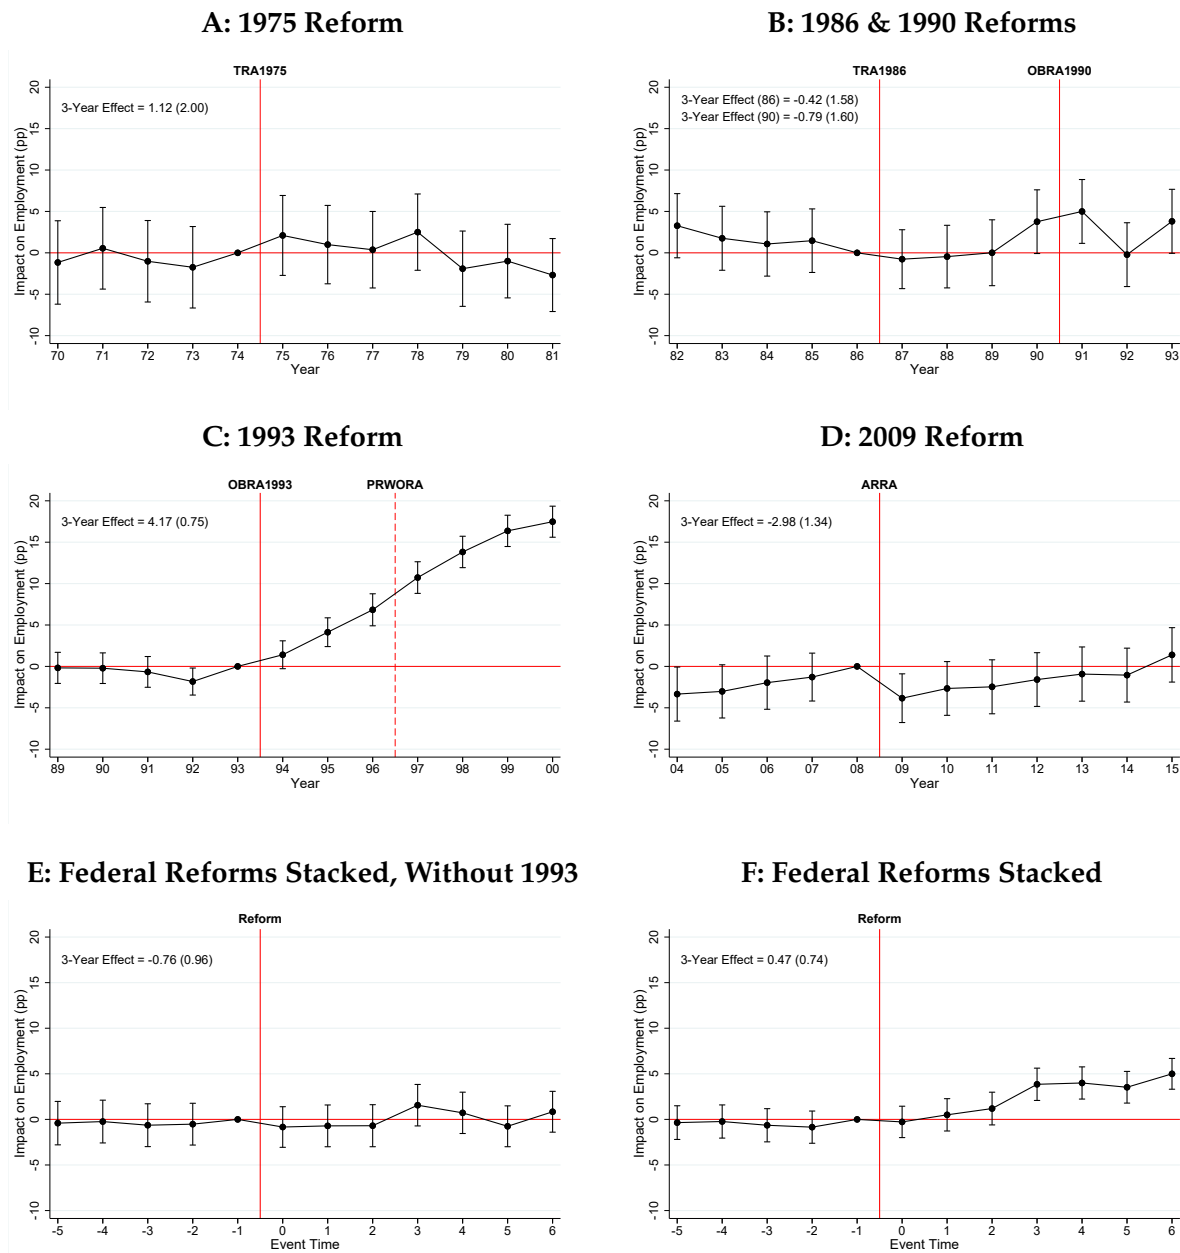 A: 1975 Reform
TRA1975
3-Year Effect = 1.12 (2.00)
Impact on Employment (pp)
20
15
10
5
0
-5
-10
70 71 72 73 74 75 76 77 78 79 80 81
Year
B: 1986 & 1990 Reforms
TRA1986 OBRA1990
3-Year Effect (86) = -0.42 (1.58)
3-Year Effect (90) = -0.79 (1.60)
Impact on Employment (pp)
20
15
10
5
0
-5
-10
82 83 84 85 86 87 88 89 90 91 92 93
Year
C: 1993 Reform
OBRA1993 PRWORA
3-Year Effect = 4.17 (0.75)
Impact on Employment (pp)
20
15
10
5
0
-5
-10
89 90 91 92 93 94 95 96 97 98 99 00
Year
D: 2009 Reform
ARRA
3-Year Effect = -2.98 (1.34)
Impact on Employment (pp)
20
15
10
5
0
-5
-10
04 05 06 07 08 09 10 11 12 13 14 15
Year
E: Federal Reforms Stacked, Without 1993
Reform
3-Year Effect = -0.76 (0.96)
Impact on Employment (pp)
20
15
10
5
0
-5
-10
-5 -4 -3 -2 -1 0 1 2 3 4 5 6
Event Time
F: Federal Reforms Stacked
Reform
3-Year Effect = 0.47 (0.74)
Impact on Employment (pp)
20
15
10
5
0
-5
-10
-5 -4 -3 -2 -1 0 1 2 3 4 5 6
Event Time